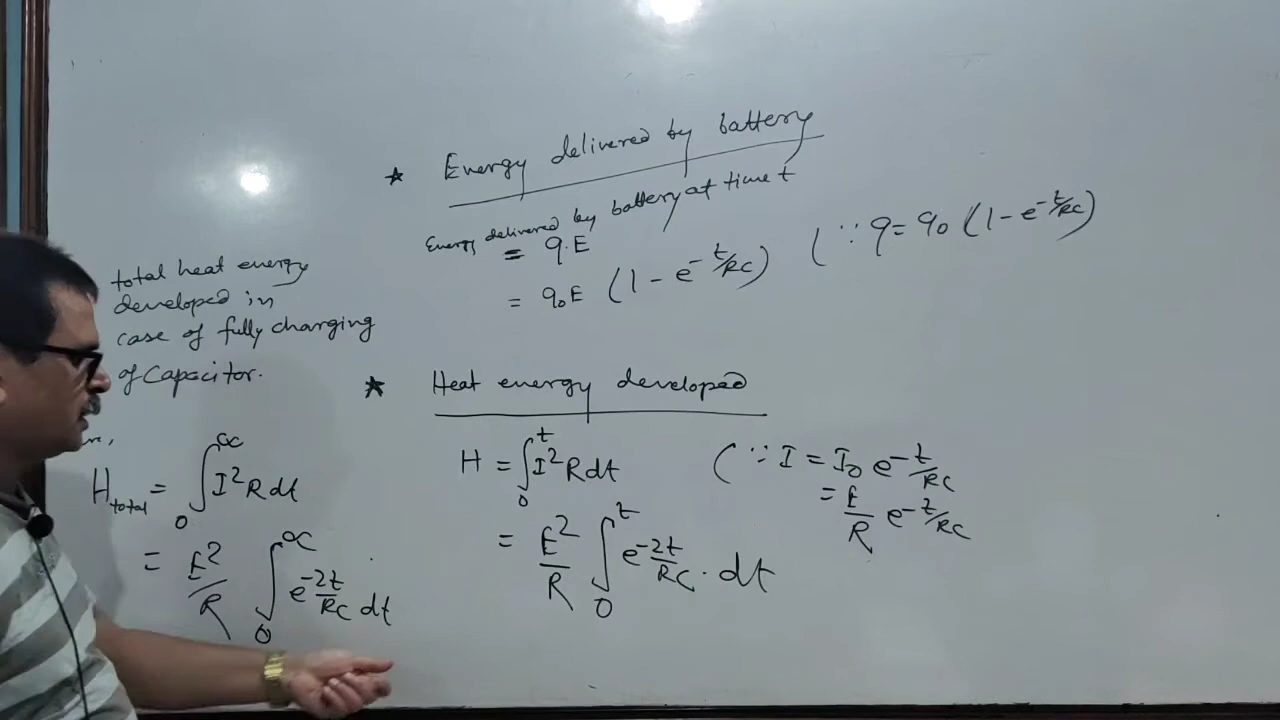 ★ Energy delivered by battery
Energy delivered by battery at time t
= q.E
= q₀E (1 - e^{-t/RC}) (∵ q = q₀ (1 - e^{-t/RC})
★ Heat energy developed
H = ∫₀^t I²R dt (∵ I = I₀ e^{-t/RC}
= E/R e^{-t/RC}
= E²/R ∫₀^t e^{-2t/RC} . dt
total heat energy
developed in
case of fully charging
of Capacitor.
H_total = ∫₀^∞ I²R dt
= E²/R ∫₀^∞ e^{-2t/RC} dt